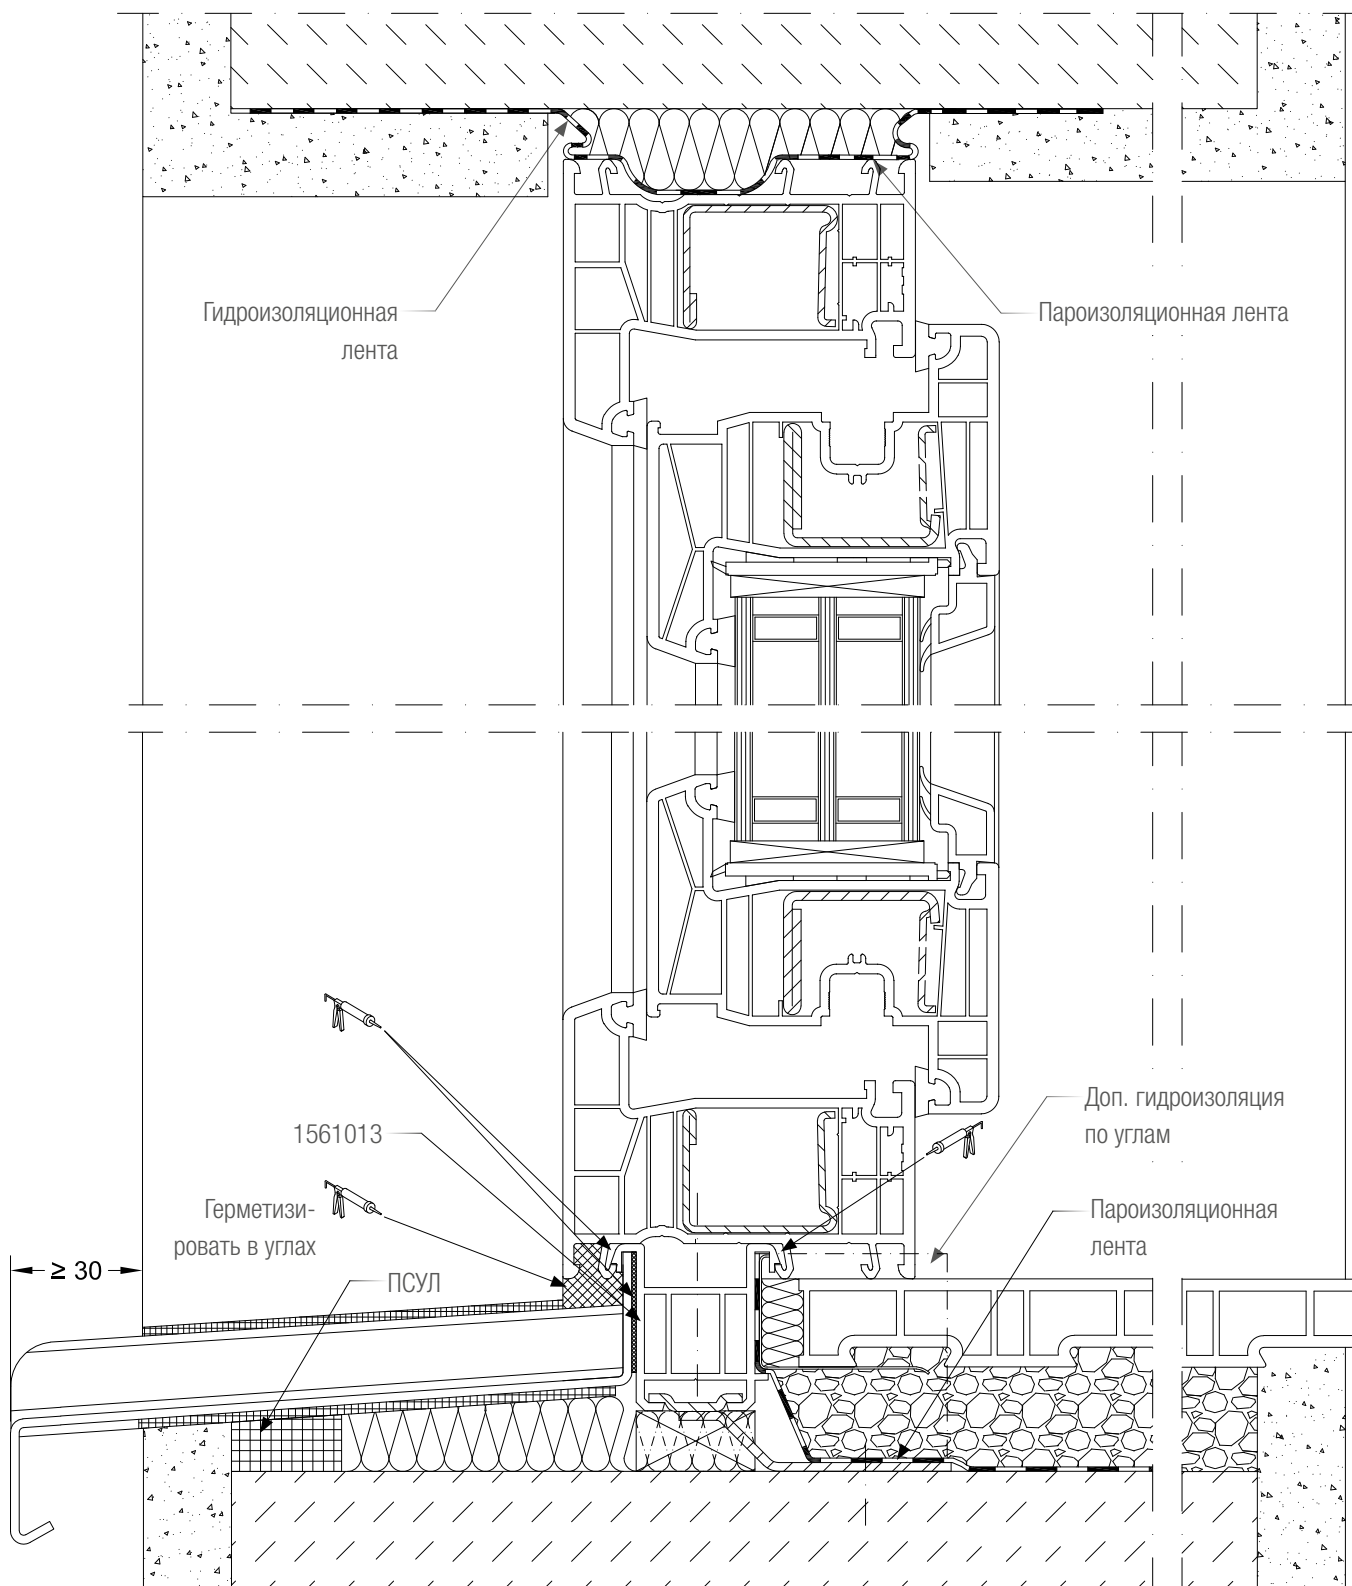 Гидроизоляционная
лента
Пароизоляционная лента
1561013
Герметизи-
ровать в углах
≥ 30
ПСУЛ
Доп. гидроизоляция
по углам
Пароизоляционная
лента